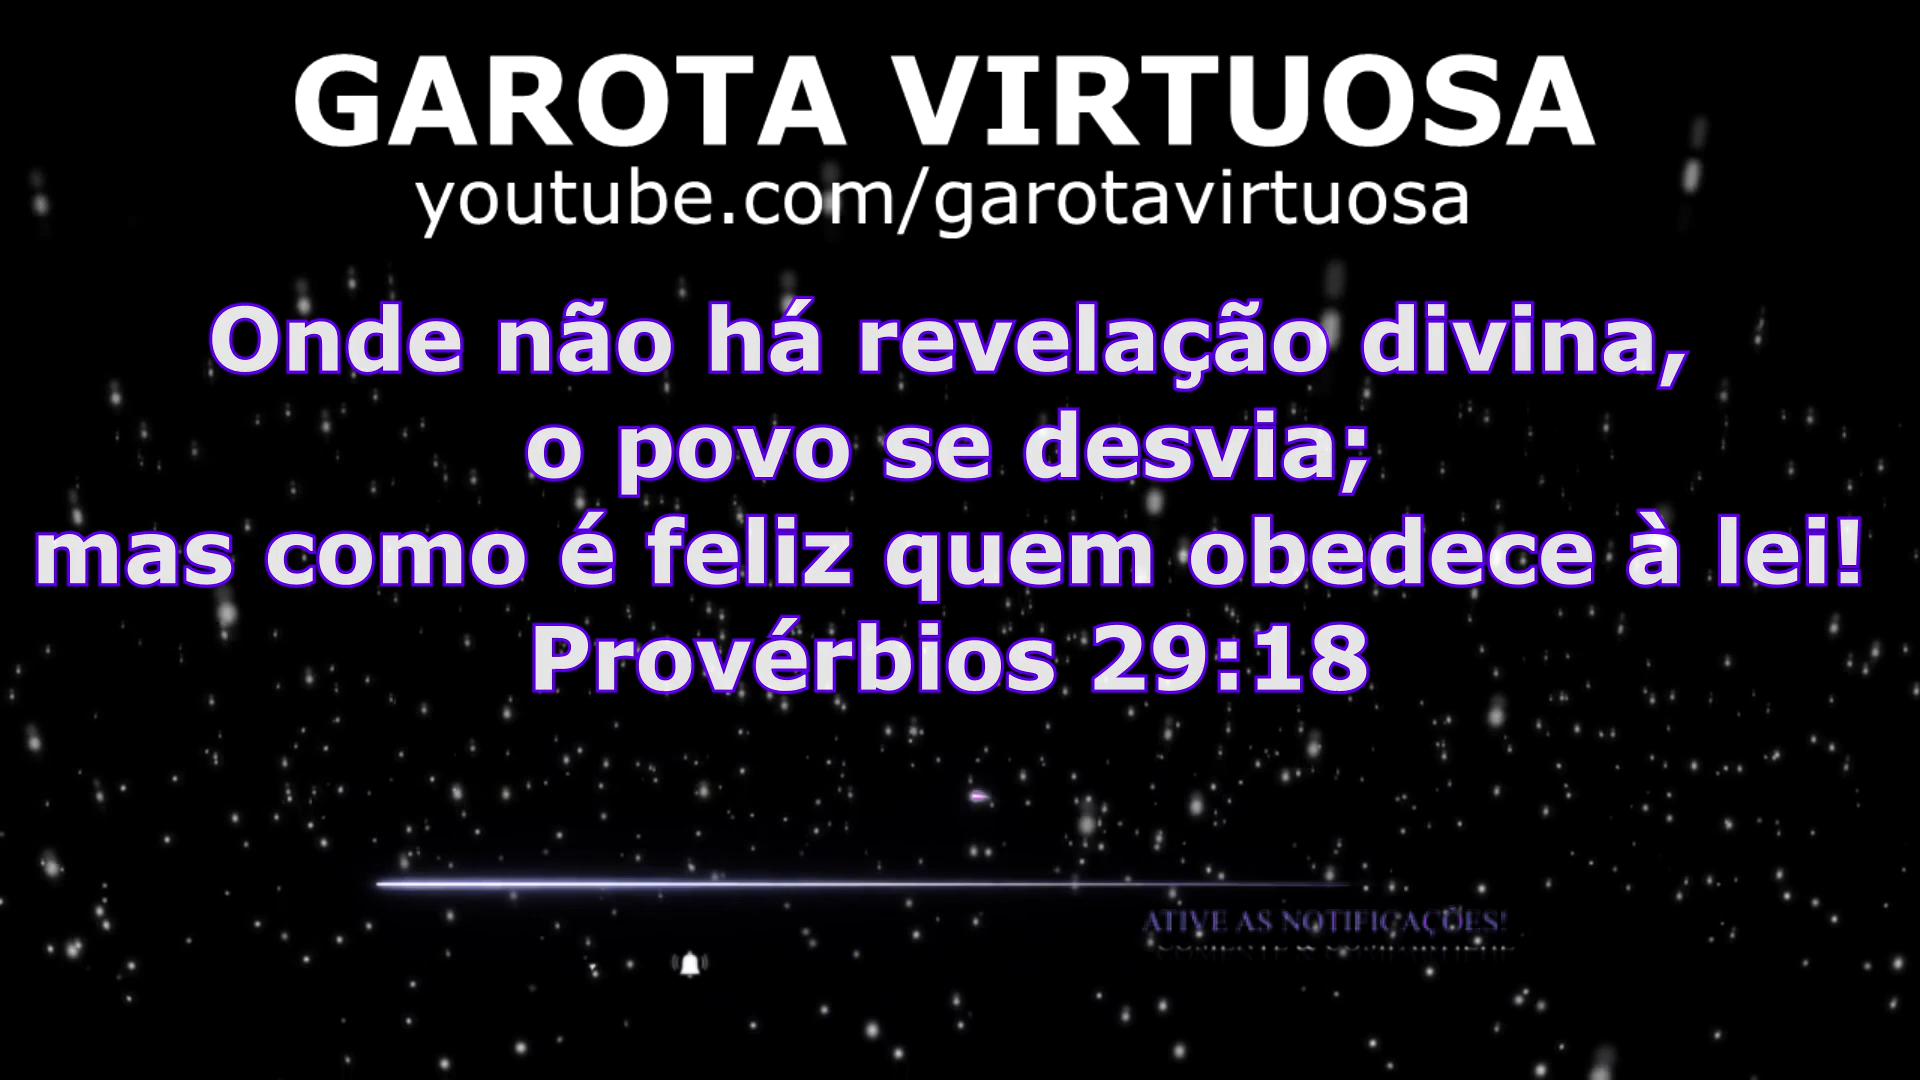 GAROTA VIRTUOSA
youtube.com/garotavirtuosa
Onde não há revelação divina,
o povo se desvia;
mas como é feliz quem obedece à lei!
Provérbios 29:18
ATIVE AS NOTIFICAÇÕES!